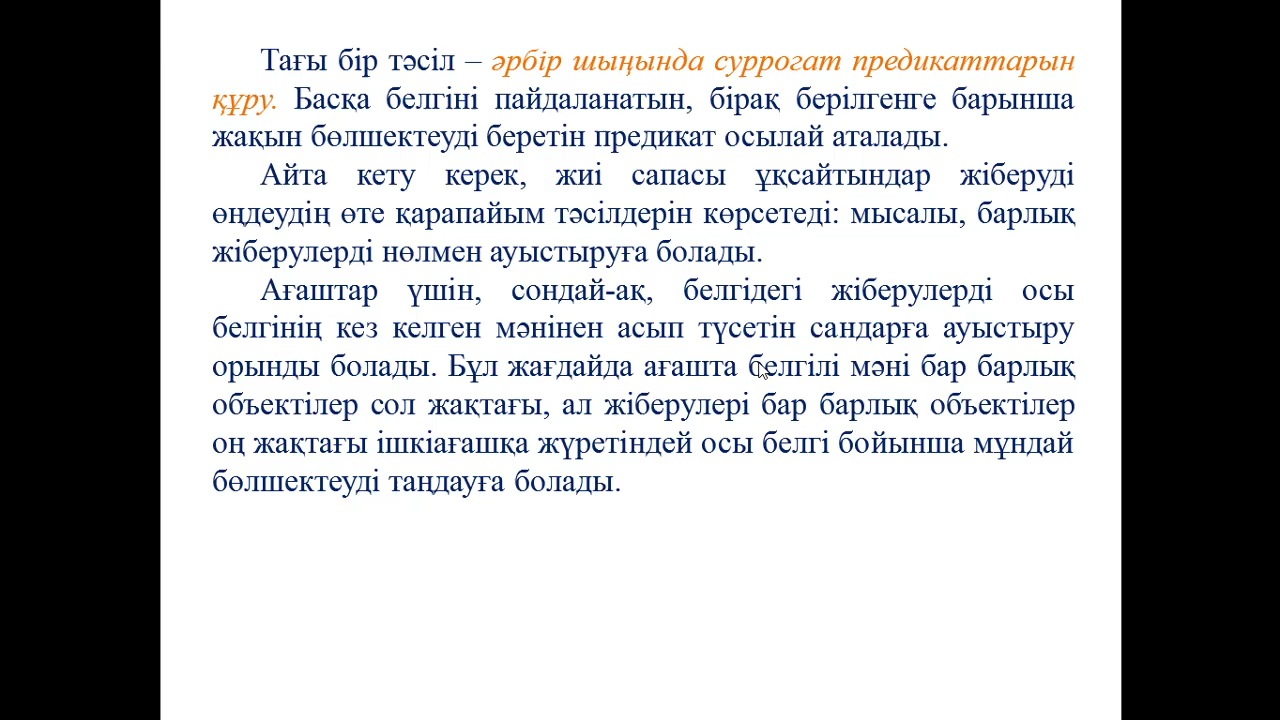 Тағы бір тәсіл – әрбір шыңында суррогат предикаттарын
құру. Басқа белгіні пайдаланатын, бірақ берілгенге барынша
жақын бөлшектеуді беретін предикат осылай аталады.
Айта кету керек, жиі сапасы ұқсайтындар жіберуді
өңдеудің өте қарапайым тәсілдерін көрсетеді: мысалы, барлық
жіберулерді нөлмен ауыстыруға болады.
Ағаштар үшін, сондай-ақ, белгідегі жіберулерді осы
белгінің кез келген мәнінен асып түсетін сандарға ауыстыру
орынды болады. Бұл жағдайда ағашта белгілі мәні бар барлық
объектілер сол жақтағы, ал жіберулері бар барлық объектілер
оң жақтағы ішкіағашқа жүретіндей осы белгі бойынша мұндай
бөлшектеуді таңдауға болады.